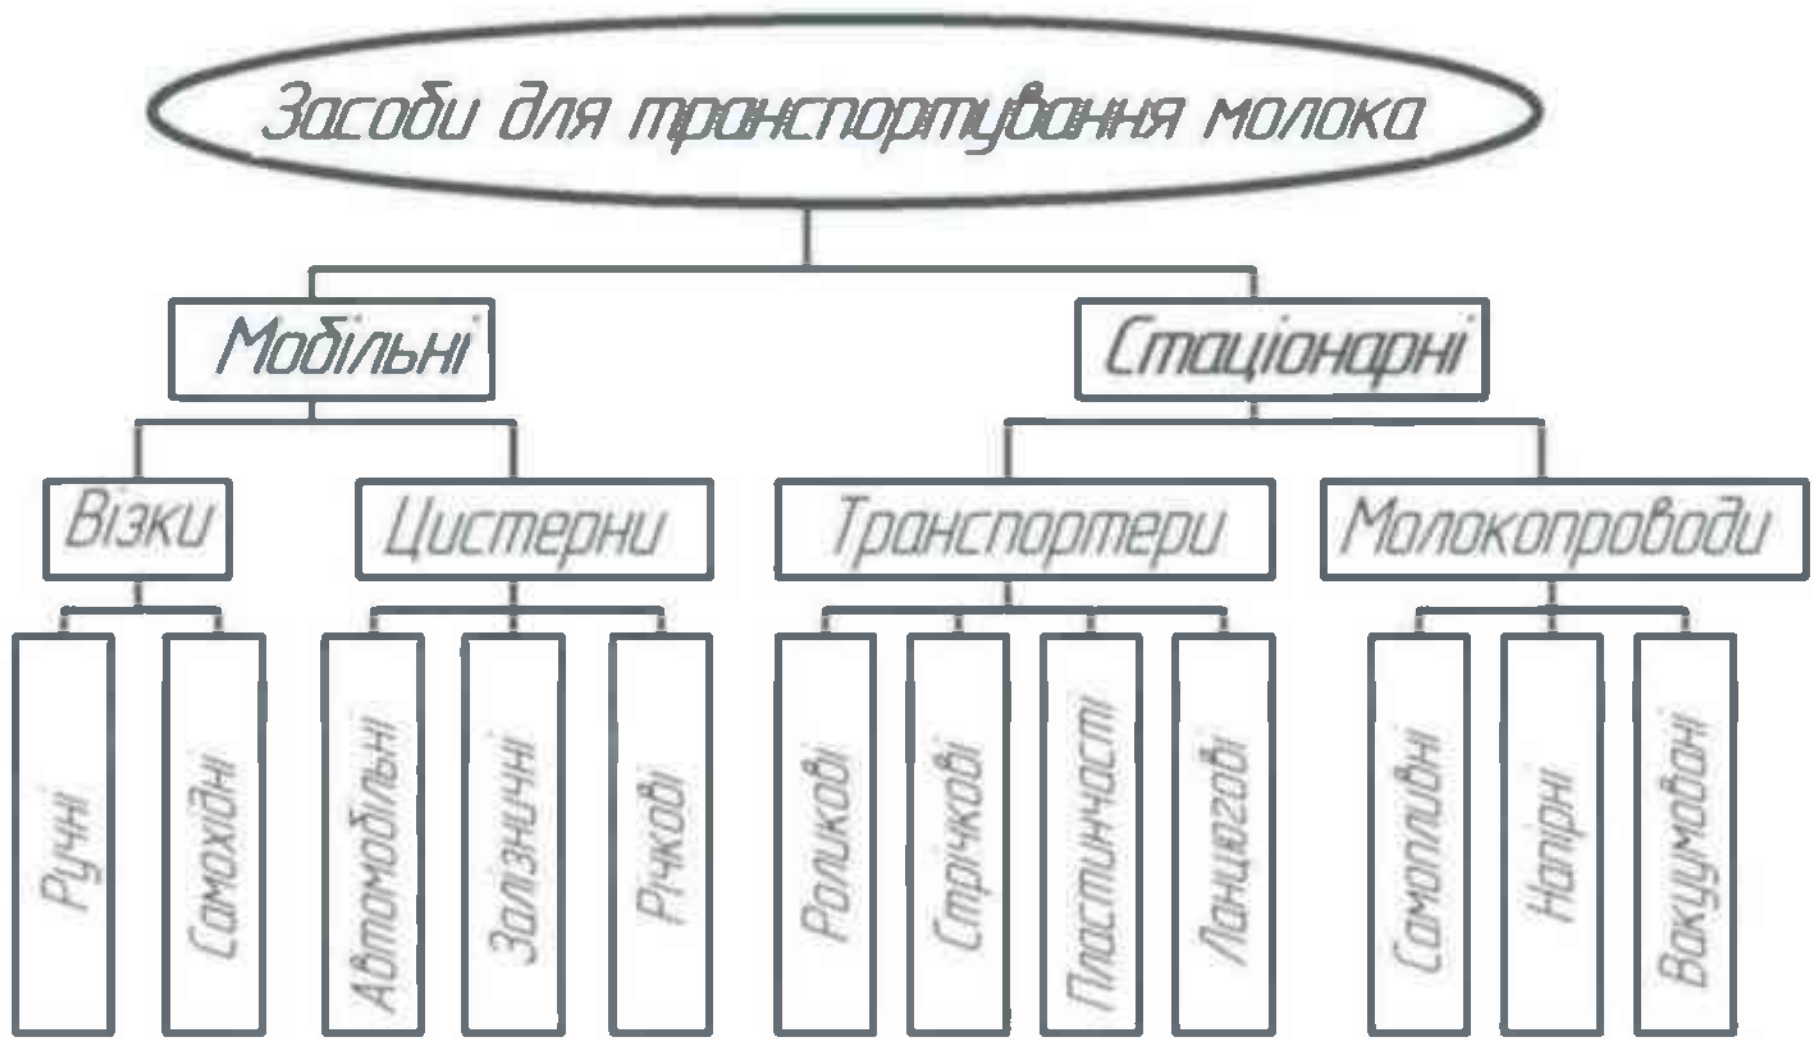 Засоби для транспортування молока
Мобільні
Стаціонарні
Візки
Цистерни
Транспортери
Молокопроводи
Ручні
Самохідні
Автомобільні
Залізничні
Річкові
Роликові
Стрічкові
Пластинчасті
Ланцюгові
Самопливні
Напірні
Вакуумовані